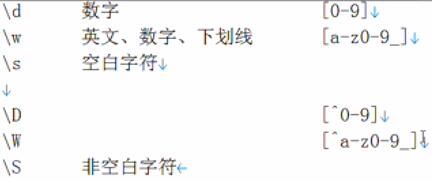 \d 数字 [0-9]↓
\w 英文、数字、下划线 [a-z0-9_]↓
\s 空白字符↓
↓
\D [^0-9]↓
\W [^a-z0-9_]↓
\S 非空白字符←